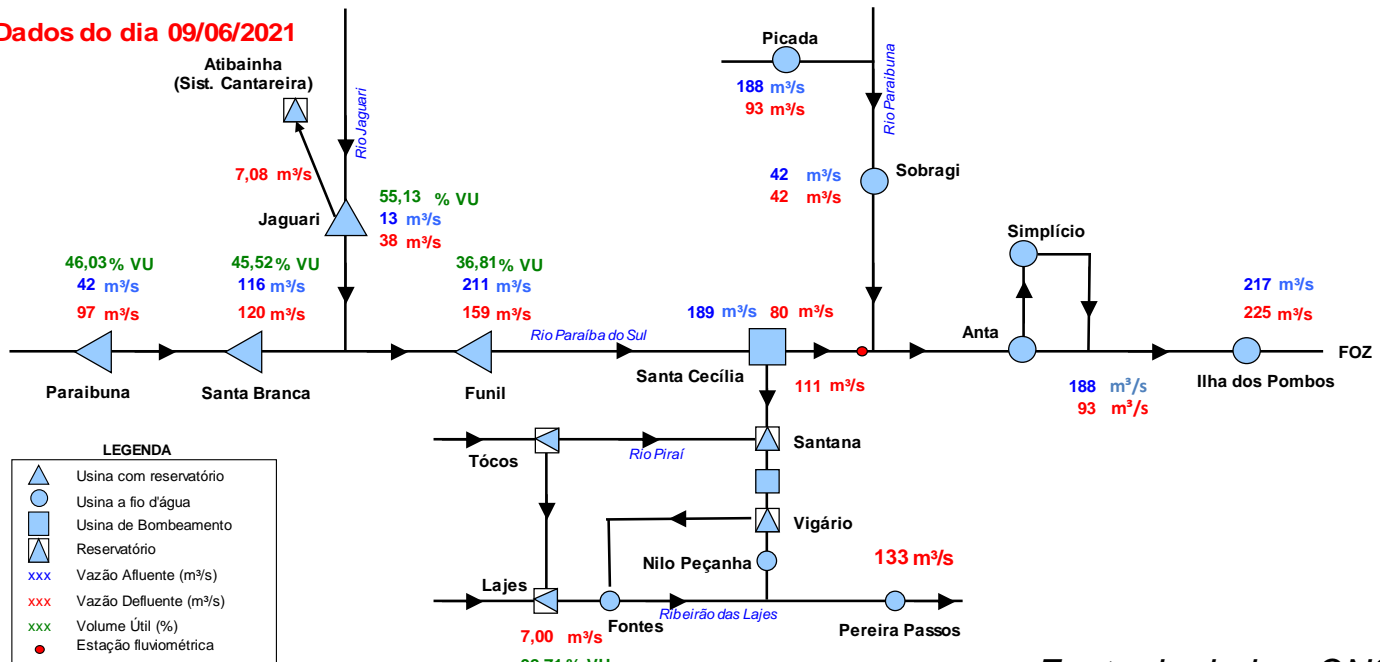 Dados do dia 09/06/2021
Atibainha
(Sist. Cantareira)
Rio Jaguari
7,08 m³/s
Jaguari
55,13 % VU
13 m³/s
38 m³/s
Picada
188 m³/s
93 m³/s
Rio Paraibuna
42 m³/s
42 m³/s
Sobragi
46,03% VU
42 m³/s
97 m³/s
Paraibuna
45,52% VU
116 m³/s
120 m³/s
Santa Branca
36,81% VU
211 m³/s
159 m³/s
Funil
Rio Paraíba do Sul
189 m³/s 80 m³/s
Santa Cecília
111 m³/s
Simplício
Anta
188 m³/s
93 m³/s
217 m³/s
225 m³/s
Ilha dos Pombos
FOZ
Tócos
Rio Piraí
Santana
Vigário
Nilo Peçanha
133 m³/s
Lajes
Fontes
Ribeirão das Lajes
Pereira Passos
7,00 m³/s
LEGENDA
Usina com reservatório
Usina a fio d'água
Usina de Bombeamento
Reservatório
xxx Vazão Afluente (m³/s)
xxx Vazão Defluente (m³/s)
xxx Volume Útil (%)
Estação fluviométrica